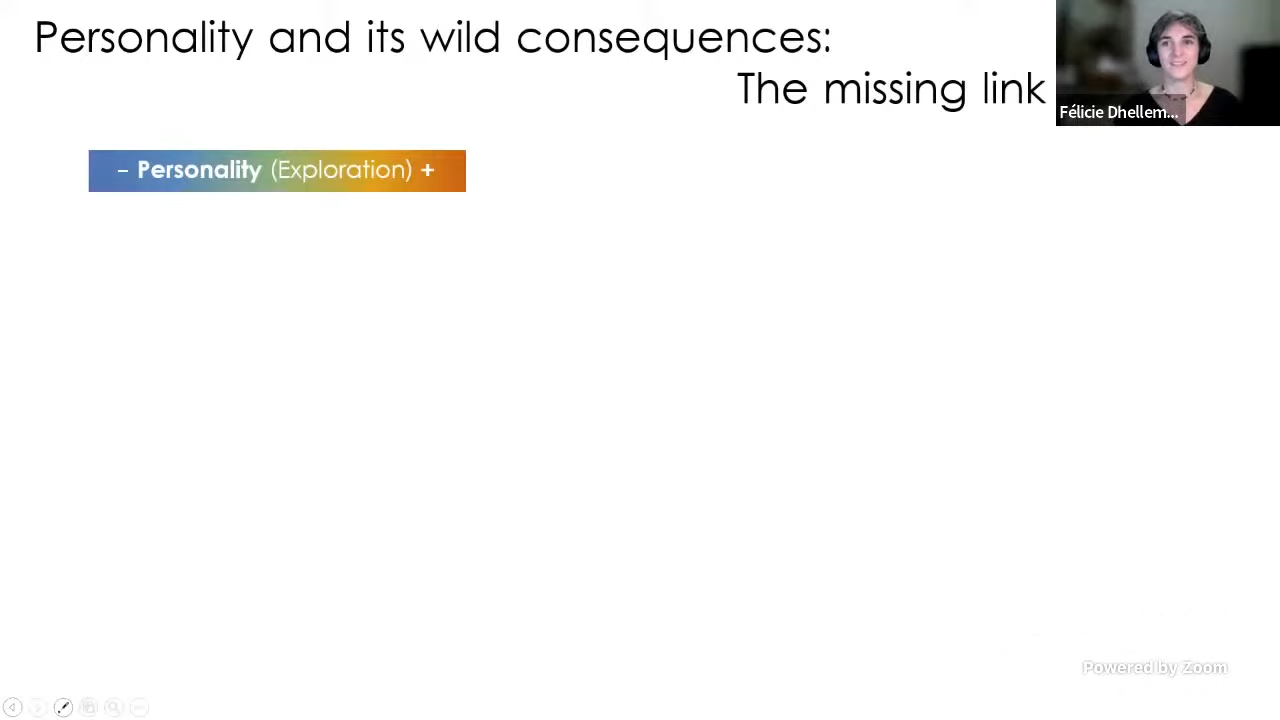 Personality and its wild consequences:
The missing link
Félicie Dhellem...
– Personality (Exploration) +
Powered by Zoom